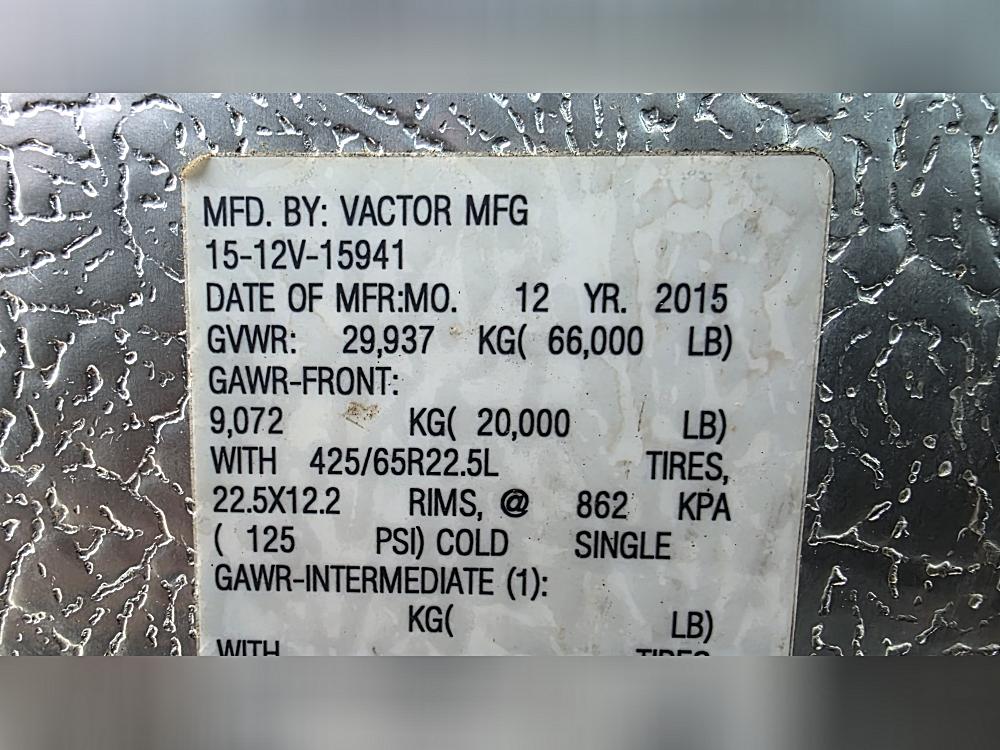 MFD. BY: VACTOR MFG
15-12V-15941
DATE OF MFR:MO. 12 YR. 2015
GVWR: 29,937 KG( 66,000 LB)
GAWR-FRONT:
9,072 KG( 20,000 LB)
WITH 425/65R22.5L TIRES,
22.5X12.2 RIMS, @ 862 KPA
( 125 PSI) COLD SINGLE
GAWR-INTERMEDIATE (1):
KG( LB)
WITH TIRES